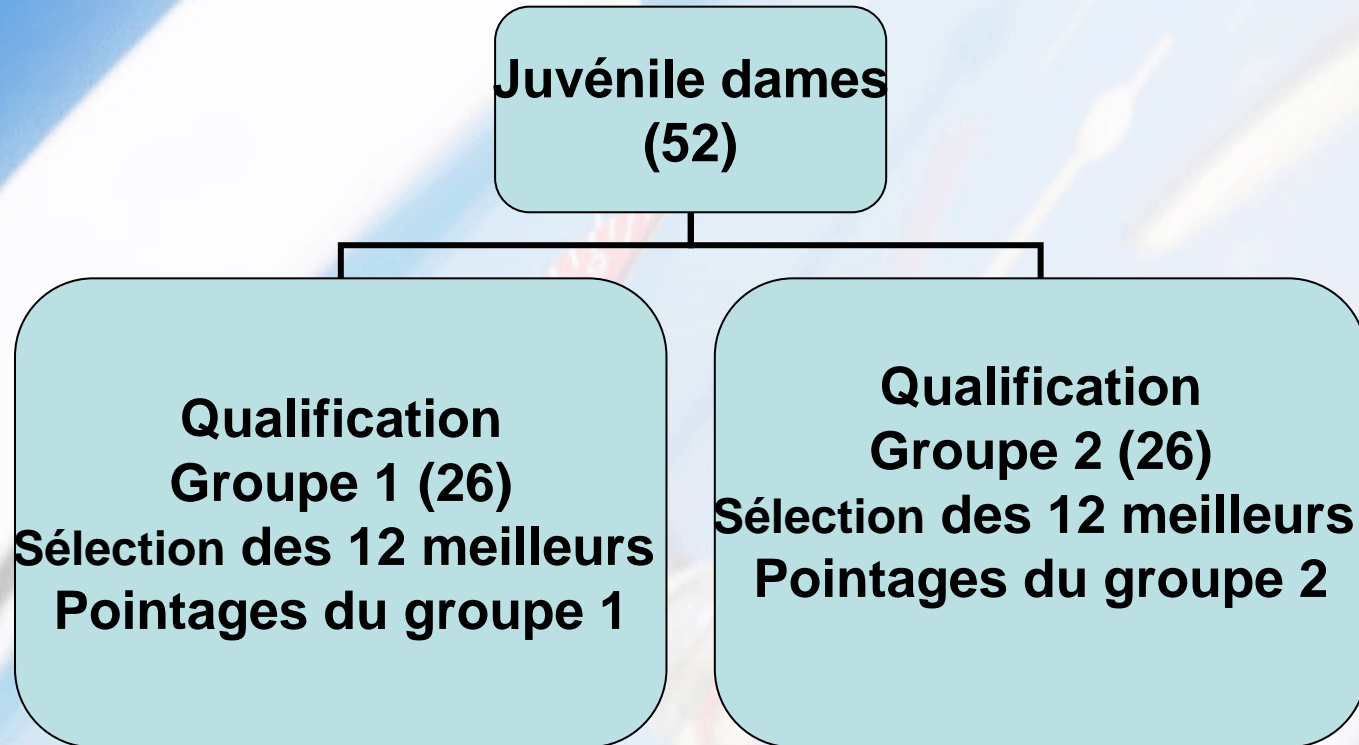 Juvénile dames
(52)
Qualification
Groupe 1 (26)
Sélection des 12 meilleurs
Pointages du groupe 1
Qualification
Groupe 2 (26)
Sélection des 12 meilleurs
Pointages du groupe 2